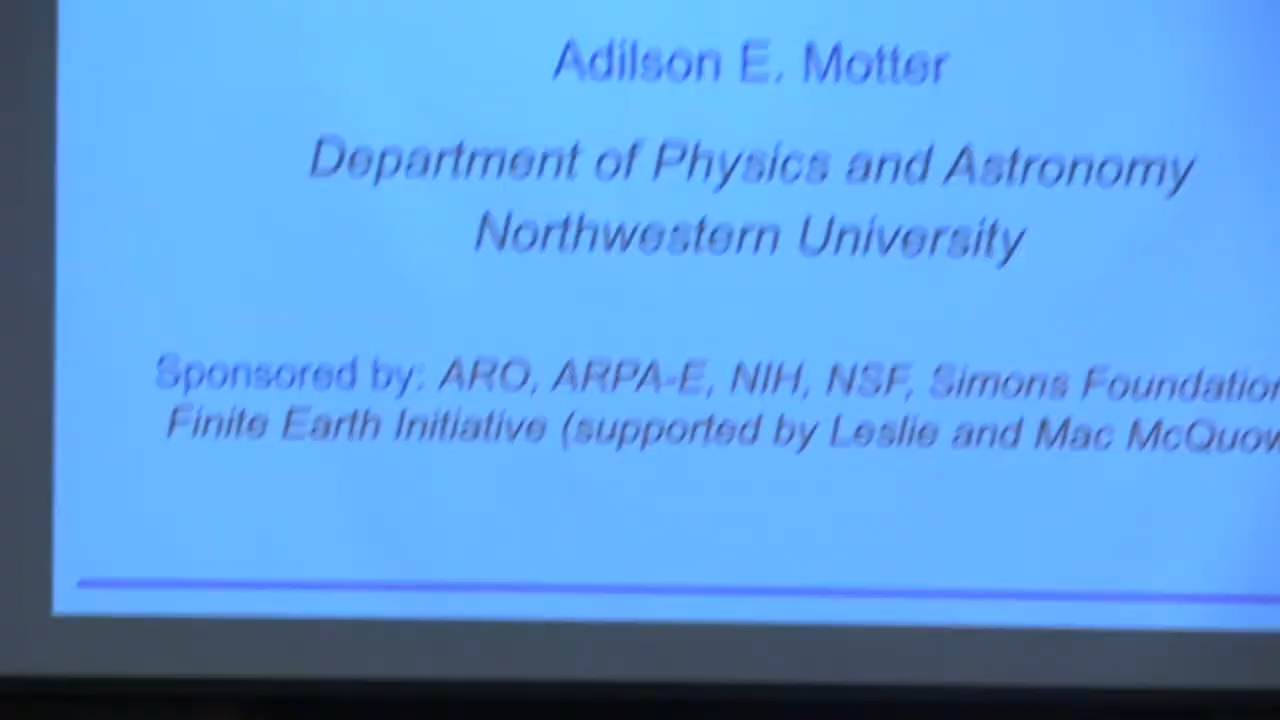 Adilson E. Motter
Department of Physics and Astronomy
Northwestern University
Sponsored by: ARO, ARPA-E, NIH, NSF, Simons Foundation
Finite Earth Initiative (supported by Leslie and Mac